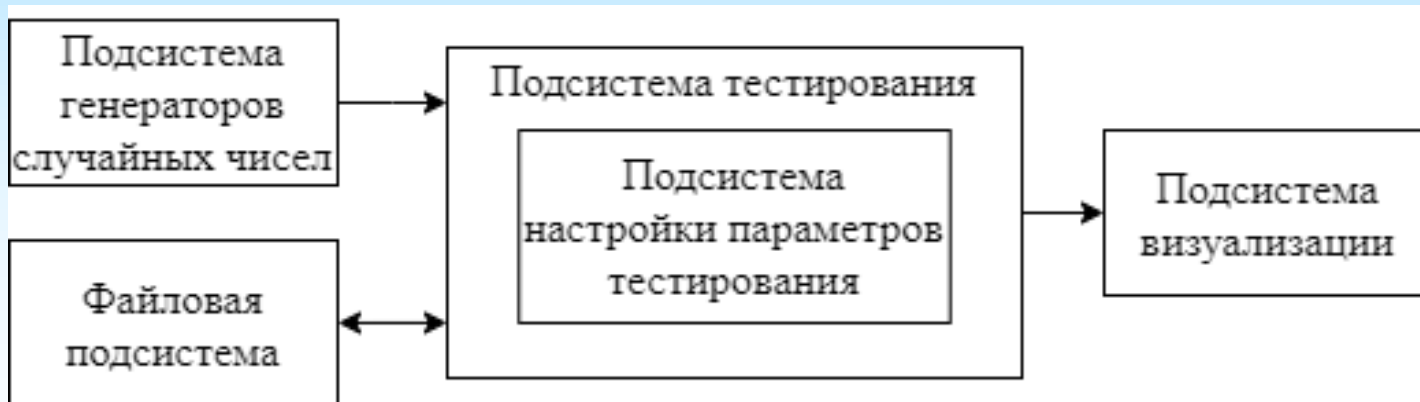 Подсистема
генераторов
случайных чисел
Файловая
подсистема
Подсистема тестирования
Подсистема
настройки параметров
тестирования
Подсистема
визуализации